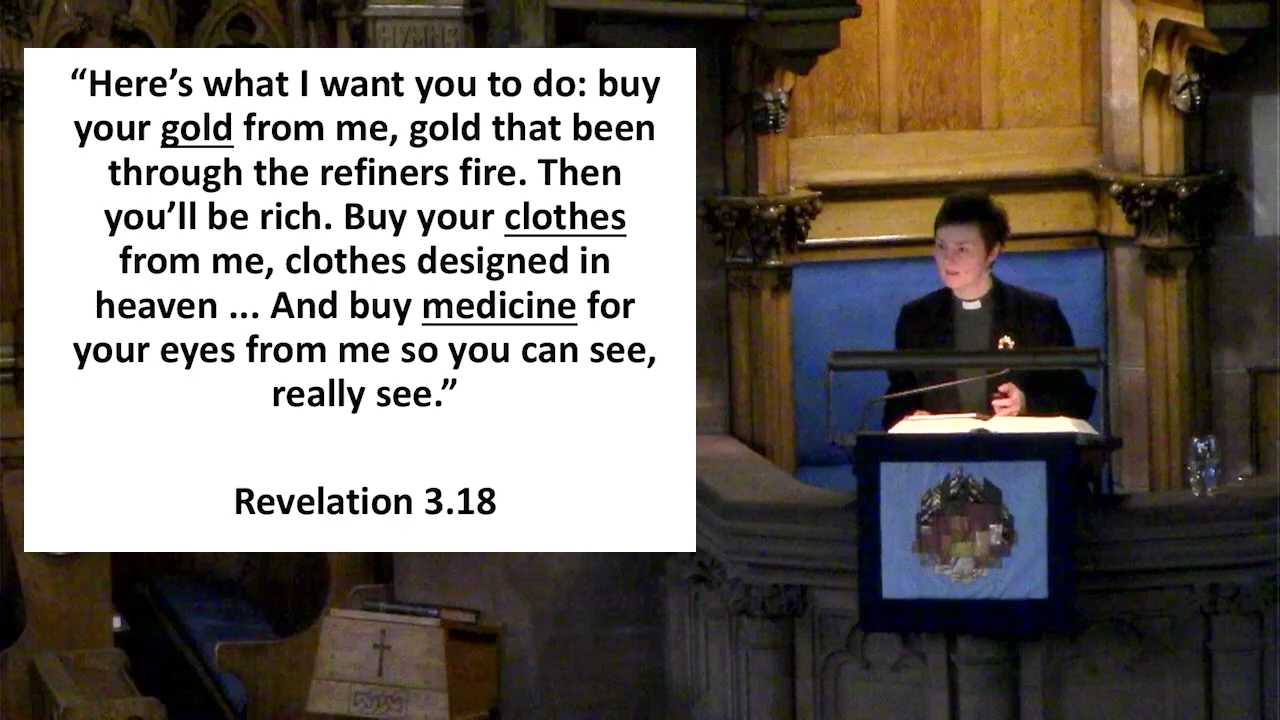 HYMNS
“Here’s what I want you to do: buy
your gold from me, gold that been
through the refiners fire. Then
you’ll be rich. Buy your clothes
from me, clothes designed in
heaven ... And buy medicine for
your eyes from me so you can see,
really see.”
Revelation 3.18